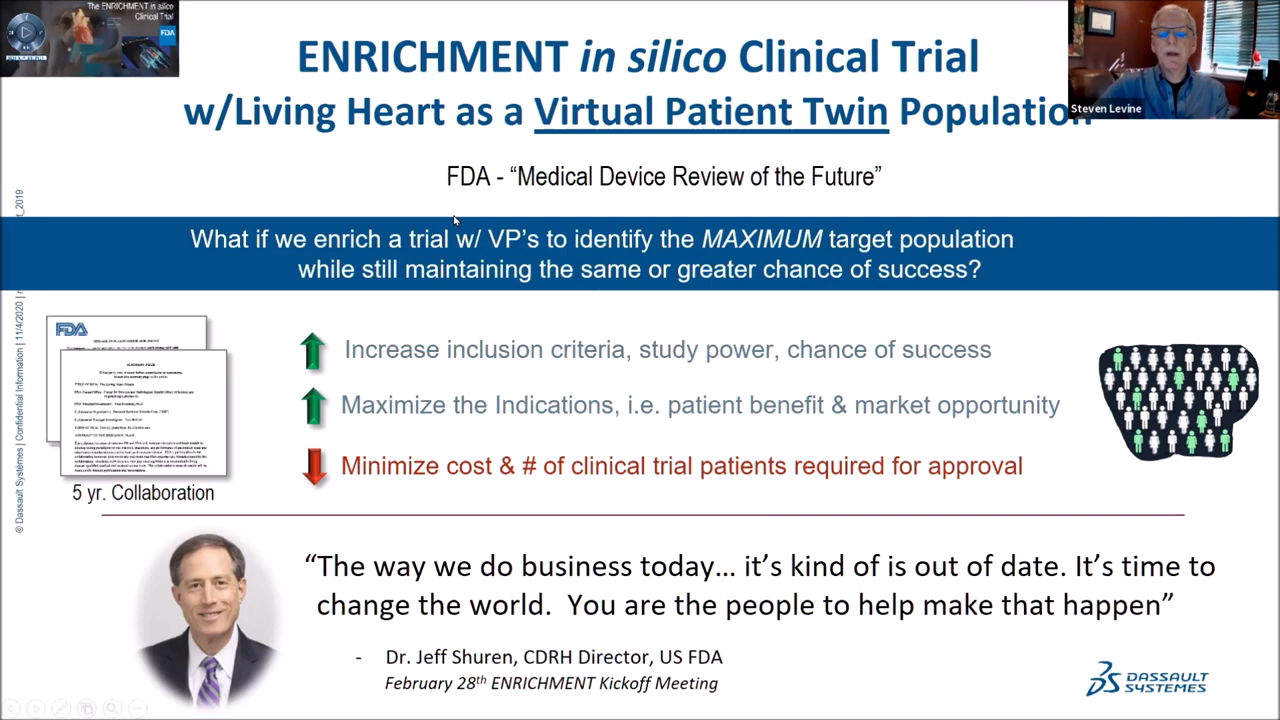 The ENRICHMENT in silico
Clinical Trial
FDA
Steven Levine
ENRICHMENT in silico Clinical Trial
w/Living Heart as a Virtual Patient Twin Population
FDA - “Medical Device Review of the Future”
What if we enrich a trial w/ VP’s to identify the MAXIMUM target population
while still maintaining the same or greater chance of success?
© Dassault Systèmes | Confidential Information | 11/4/2020 |
t_2019
FDA
5 yr. Collaboration
Increase inclusion criteria, study power, chance of success
Maximize the Indications, i.e. patient benefit & market opportunity
Minimize cost & # of clinical trial patients required for approval
“The way we do business today… it’s kind of is out of date. It’s time to
change the world. You are the people to help make that happen”
- Dr. Jeff Shuren, CDRH Director, US FDA
February 28th ENRICHMENT Kickoff Meeting
DASSAULT
SYSTEMES